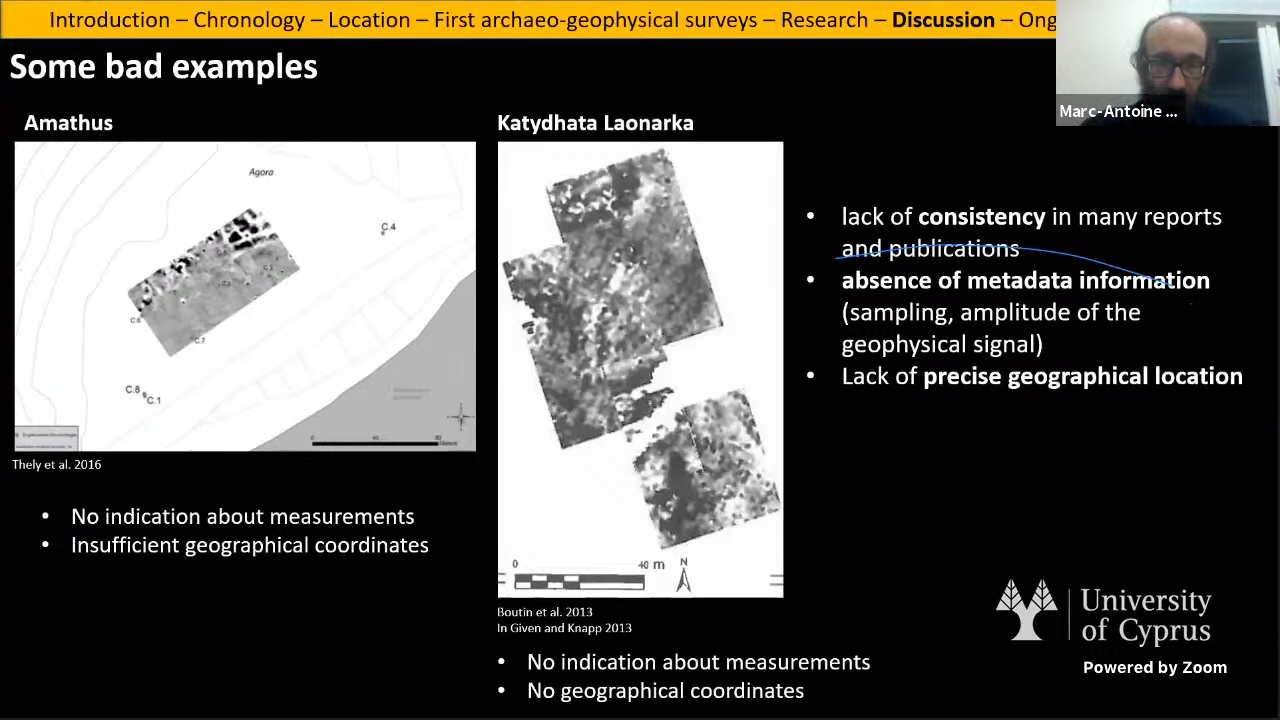 Introduction – Chronology – Location – First archaeo-geophysical surveys – Research – Discussion – Ong
Marc-Antoine ...
Some bad examples
Amathus
Agora
C.4
C.2
C.6
C.7
C.8
C.1
Thely et al. 2016
• No indication about measurements
• Insufficient geographical coordinates
Katydhata Laonarka
0
40 m
N
Boutin et al. 2013
In Given and Knapp 2013
• No indication about measurements
• No geographical coordinates
• lack of consistency in many reports
and publications
• absence of metadata information
(sampling, amplitude of the
geophysical signal)
• Lack of precise geographical location
University
of Cyprus
Powered by Zoom